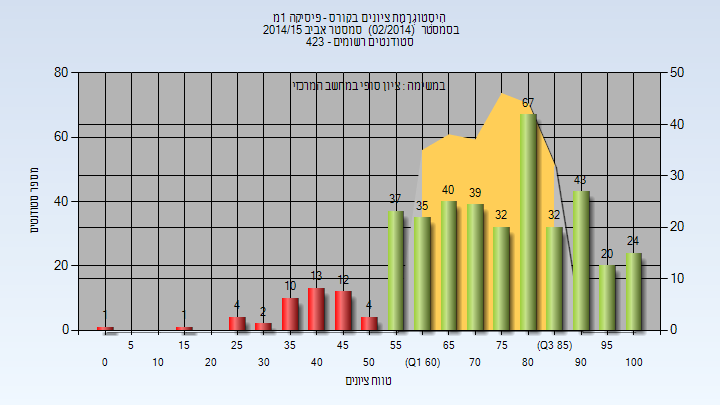 היסטוגרמת ציונים בקורס - פיסיקה 1מ
בסמסטר (02/2014) סמסטר אביב 2014/15
סטודנטים רשומים - 423
במשימה : ציון סופי במחשב המרכזי
מספר סטודנטים
80 60 40 20 0
50 40 30 20 10 0
1 1 4 2 10 13 12 4 37 35 40 39 32 67 32 43 20 24
5 15 25 35 45 55 65 75 (Q3 85) 95
0 10 20 30 40 50 (Q1 60) 70 80 90 100
טווח ציונים